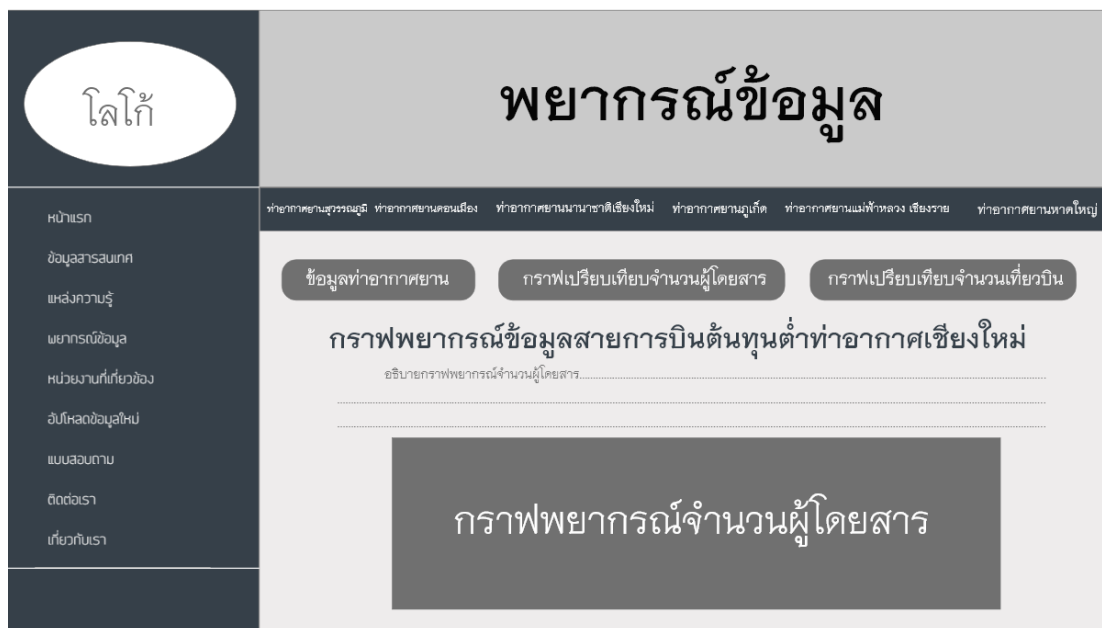 โลโก้
พยากรณ์ข้อมูล
หน้าแรก
ข้อมูลสารสนเทศ
แหล่งความรู้
พยากรณ์ข้อมูล
หน่วยงานที่เกี่ยวข้อง
อัปโหลดข้อมูลใหม่
แบบสอบถาม
ติดต่อเรา
เกี่ยวกับเรา
ท่าอากาศยานสุวรรณภูมิ ท่าอากาศยานดอนเมือง ท่าอากาศยานนานาชาติเชียงใหม่ ท่าอากาศยานภูเก็ต ท่าอากาศยานแม่ฟ้าหลวง เชียงราย ท่าอากาศยานหาดใหญ่
ข้อมูลท่าอากาศยาน กราฟเปรียบเทียบจำนวนผู้โดยสาร กราฟเปรียบเทียบจำนวนเที่ยวบิน
กราฟพยากรณ์ข้อมูลสายการบินต้นทุนต่ำท่าอากาศเชียงใหม่
อธิบายกราฟพยากรณ์จำนวนผู้โดยสาร
กราฟพยากรณ์จำนวนผู้โดยสาร